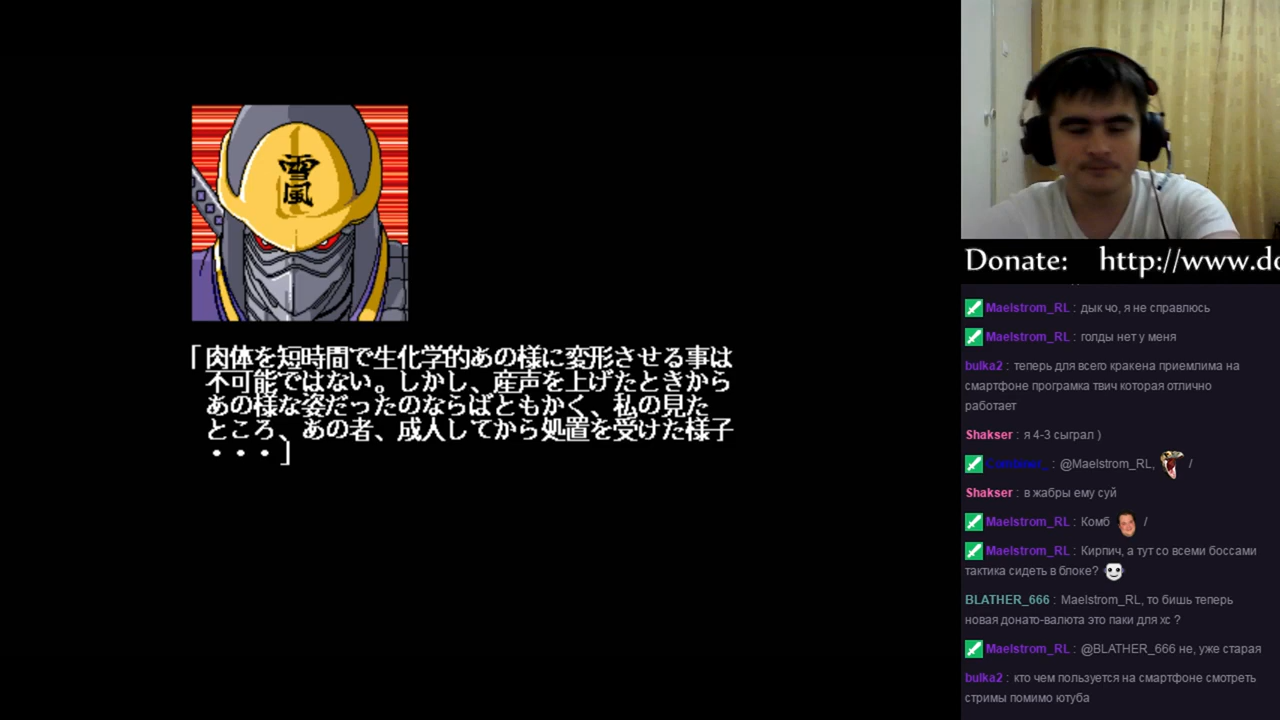 雪
風
「肉体を短時間で生化学的あの様に変形させる事は
不可能ではない。しかし、産声を上げたときから
あの様な姿だったのならばともかく、私の見た
ところ、あの者、成人してから処置を受けた様子
・・・」
Donate: http://www.do
Maelstrom_RL : дык чо, я не справлюсь
Maelstrom_RL : голды нет у меня
bulka2 : теперь для всего кракена приемлима на
смартфоне програмка твич которая отлично
работает
Shakser : я 4-3 сыграл )
: @Maelstrom_RL, /
Shakser : в жабры ему суй
Maelstrom_RL : Комб /
Maelstrom_RL : Кирпич, а тут со всеми боссами
тактика сидеть в блоке?
BLATHER_666 : Maelstrom_RL, то бишь теперь
новая донато-валюта это паки для хс ?
Maelstrom_RL : @BLATHER_666 не, уже старая
bulka2 : кто чем пользуется на смартфоне смотреть
стримы помимо ютуба